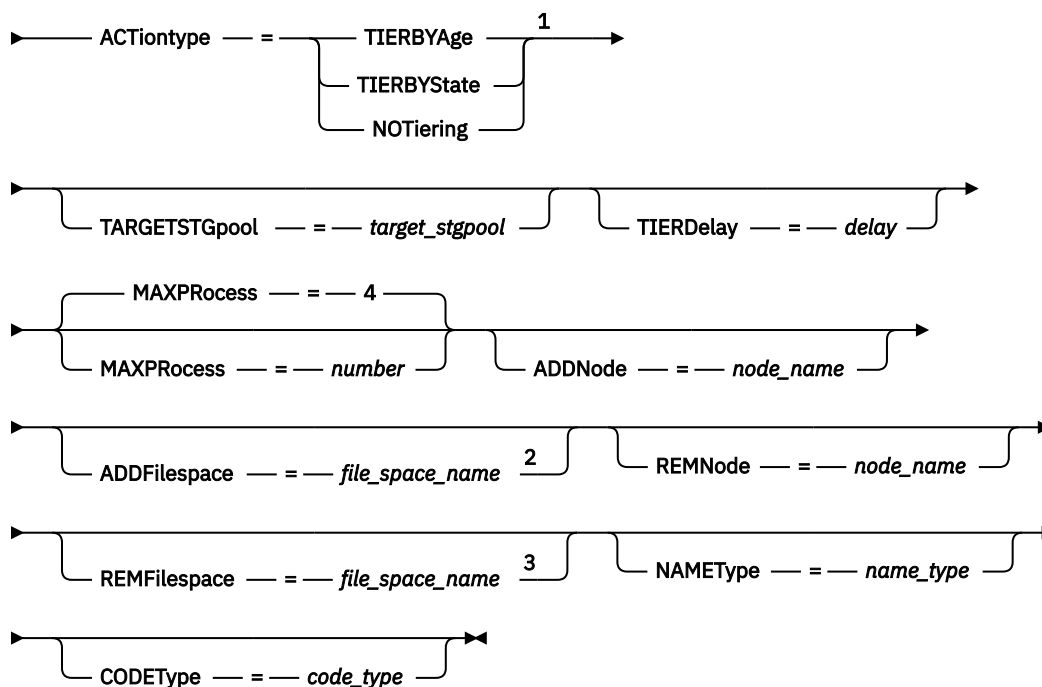 ACTiontype = TIERBYAge 1
TIERBYState
NOTiering
TARGETSTGpool = target_stgpool TIERDelay = delay
MAXPRocess = 4
MAXPRocess = number ADDNode = node_name
ADDFilespace = file_space_name 2 REMNode = node_name
REMFilespace = file_space_name 3 NAMEType = name_type
CODEType = code_type